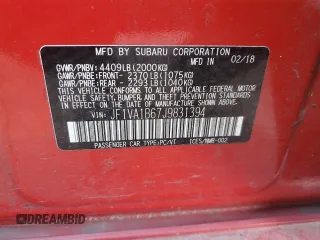 MFD BY SUBARU CORPORATION
02/18
GVWR/PNBV: 4409LB(2000KG)
GAWR/PNBE:FRONT- 2370LB(1075KG)
GAWR/PNBE:REAR - 2293LB(1040KG)
THIS VEHICLE CONFORMS TO ALL APPLICABLE
U.S. FEDERAL MOTOR VEHICLE SAFETY, BUMPER,
AND THEFT PREVENTION STANDARDS IN EFFECT
ON THE DATE OF MANUFACTURE SHOWN ABOVE.
VIN: JF1VA1B67J9831394
PASSENGER CAR TYPE:PC/VT ICES/NMB-002
DREAMBID